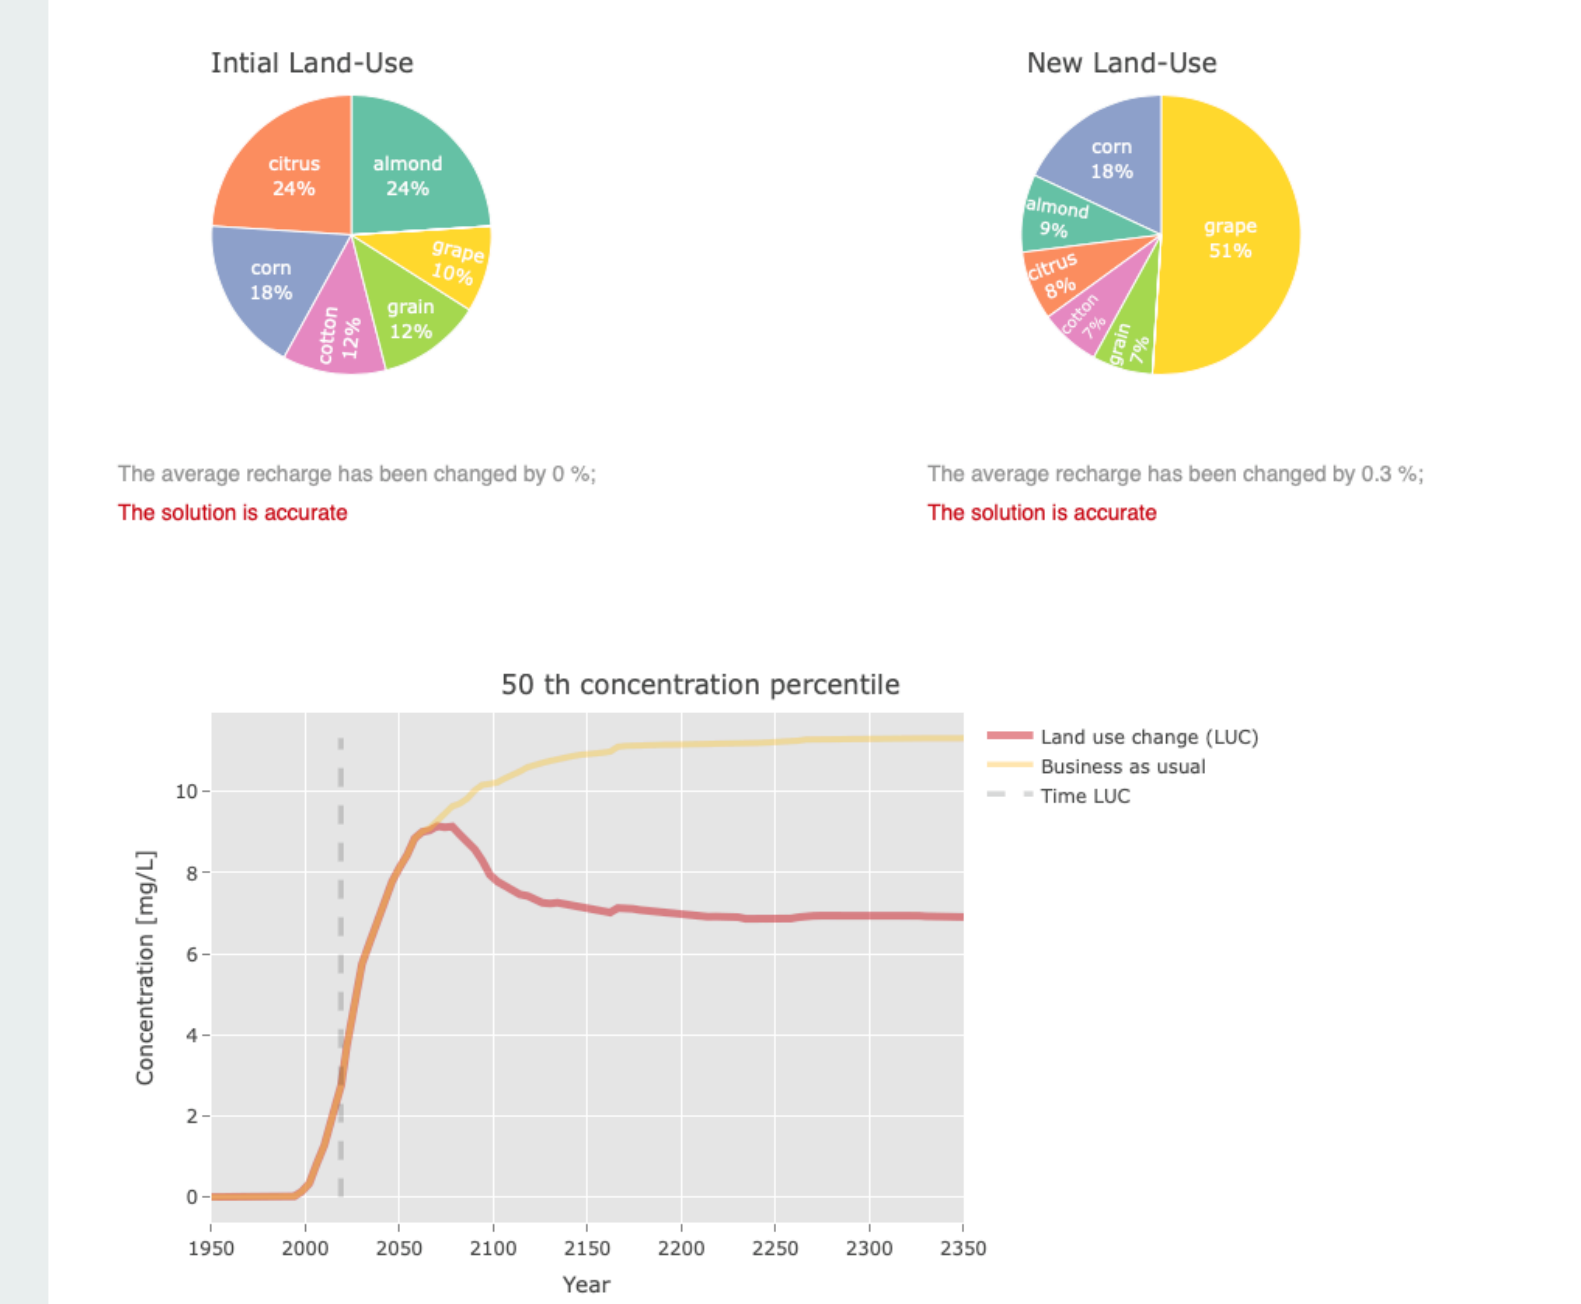 Intial Land-Use
citrus
24%
almond
24%
grape
10%
grain
12%
cotton
12%
corn
18%
New Land-Use
corn
18%
almond
9%
citrus
8%
cotton
7%
grain
7%
grape
51%
The average recharge has been changed by 0 %;
The solution is accurate
The average recharge has been changed by 0.3 %;
The solution is accurate
50 th concentration percentile
Land use change (LUC)
Business as usual
Time LUC
Concentration [mg/L]
10
8
6
4
2
0
1950 2000 2050 2100 2150 2200 2250 2300 2350
Year